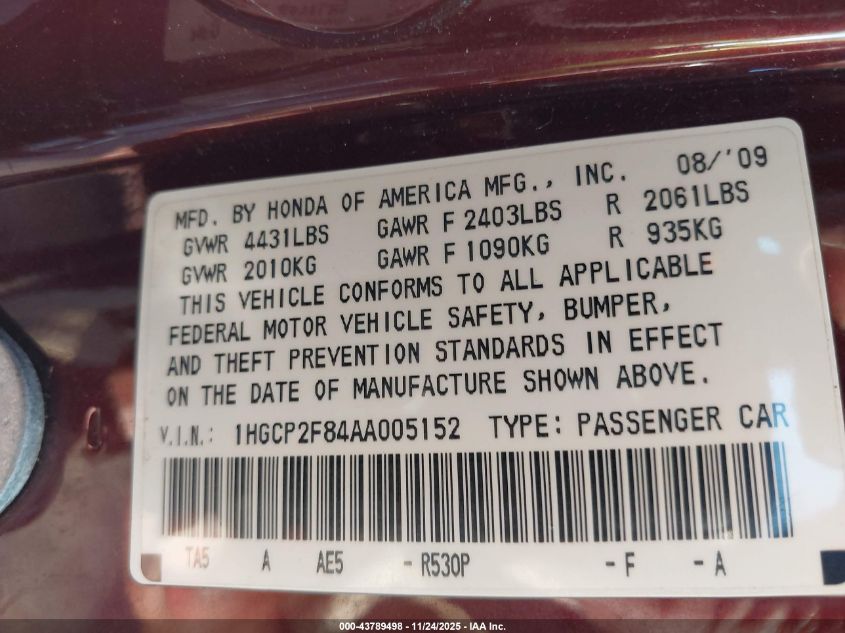 MFD. BY HONDA OF AMERICA MFG., INC. 08/'09
GVWR 4431LBS GAWR F 2403LBS R 2061LBS
GVWR 2010KG GAWR F 1090KG R 935KG
THIS VEHICLE CONFORMS TO ALL APPLICABLE
FEDERAL MOTOR VEHICLE SAFETY, BUMPER,
AND THEFT PREVENTION STANDARDS IN EFFECT
ON THE DATE OF MANUFACTURE SHOWN ABOVE.
V.I.N.: 1HGCP2F84AA005152 TYPE: PASSENGER CAR
TA5 A AE5 - R530P - F - A
000-43789498 - 11/24/2025 - IAA Inc.